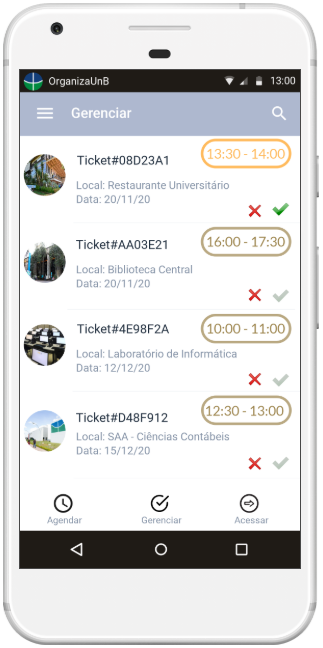 OrganizaUnB 13:00
Gerenciar
Ticket#08D23A1 13:30 - 14:00
Local: Restaurante Universitário
Data: 20/11/20
Ticket#AA03E21 16:00 - 17:30
Local: Biblioteca Central
Data: 20/11/20
Ticket#4E98F2A 10:00 - 11:00
Local: Laboratório de Informática
Data: 12/12/20
Ticket#D48F912 12:30 - 13:00
Local: SAA - Ciências Contábeis
Data: 15/12/20
Agendar Gerenciar Acessar